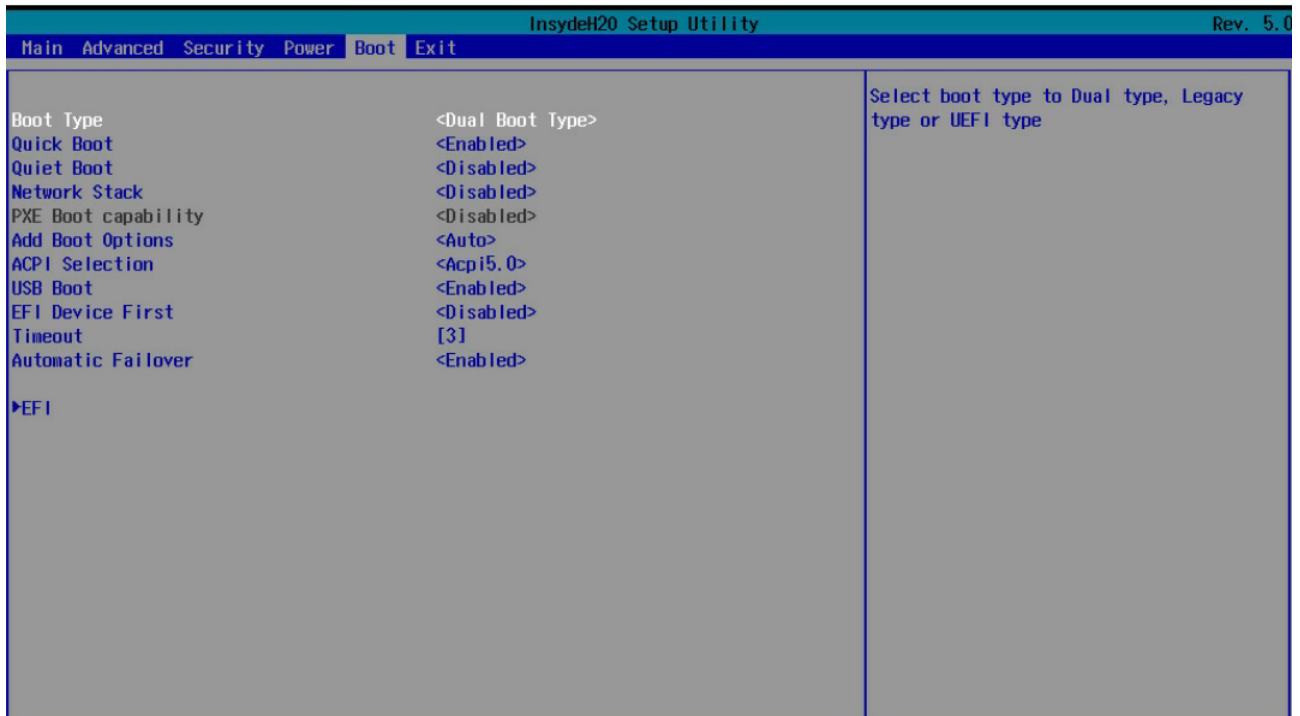 InsydeH20 Setup Utility Rev. 5.0
Main Advanced Security Power Boot Exit
Boot Type <Dual Boot Type>
Quick Boot <Enabled>
Quiet Boot <Disabled>
Network Stack <Disabled>
PXE Boot capability <Disabled>
Add Boot Options <Auto>
ACPI Selection <Acpi5.0>
USB Boot <Enabled>
EFI Device First <Disabled>
Timeout [3]
Automatic Failover <Enabled>
►EFI
Select boot type to Dual type, Legacy
type or UEFI type